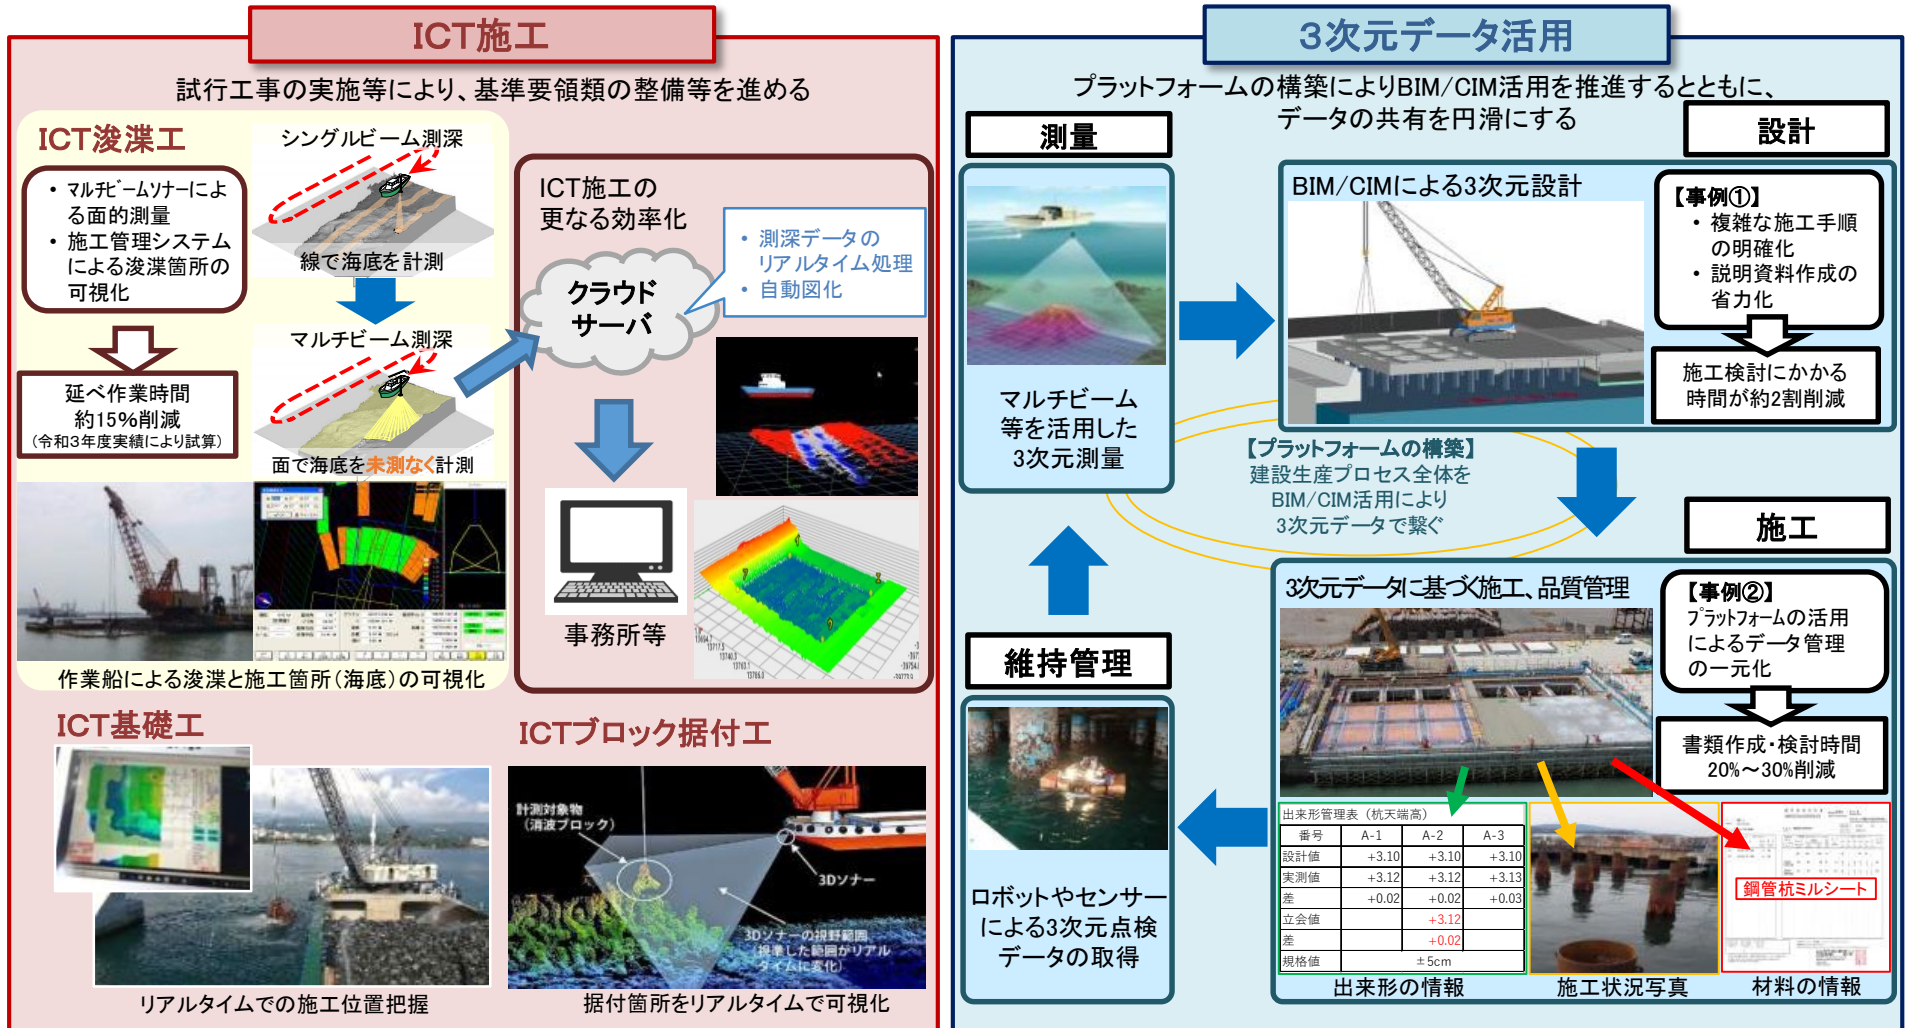 ICT施工
試行工事の実施等により、基準要領類の整備等を進める
ICT浚渫工
・ ﾏﾙﾁﾋﾞｰﾑｿﾅｰによ
る面的測量
・ 施工管理システム
による浚渫箇所の
可視化
延べ作業時間
約15%削減
(令和3年度実績により試算)
シングルビーム測深
線で海底を計測
マルチビーム測深
面で海底を未測なく計測
作業船による浚渫と施工箇所(海底)の可視化
ICT施工の
更なる効率化
・ 測深データの
リアルタイム処理
・ 自動図化
クラウド
サーバ
事務所等
ICT基礎工
リアルタイムでの施工位置把握
ICTブロック据付工
計測対象物
(消波ブロック)
3Dソナー
3Dソナーの視野範囲
(視準した範囲がリアル
タイムに変化)
据付箇所をリアルタイムで可視化
3次元データ活用
プラットフォームの構築によりBIM/CIM活用を推進するとともに、
データの共有を円滑にする
測量
マルチビーム
等を活用した
3次元測量
設計
BIM/CIMによる3次元設計
【事例①】
・ 複雑な施工手順
の明確化
・ 説明資料作成の
省力化
施工検討にかかる
時間が約2割削減
【プラットフォームの構築】
建設生産プロセス全体を
BIM/CIM活用により
3次元データで繋ぐ
施工
3次元データに基づく施工、品質管理
【事例②】
ﾌﾟﾗｯﾄﾌｫｰﾑの活用
によるデータ管理
の一元化
書類作成・検討時間
20%～30%削減
出来形管理表（杭天端高）
番号 A-1 A-2 A-3
設計値 +3.10 +3.10 +3.10
実測値 +3.12 +3.12 +3.13
差 +0.02 +0.02 +0.03
立会値 +3.12
差 +0.02
規格値 ±5cm
出来形の情報
施工状況写真
鋼管杭ミルシート
材料の情報
維持管理
ロボットやセンサー
による3次元点検
データの取得